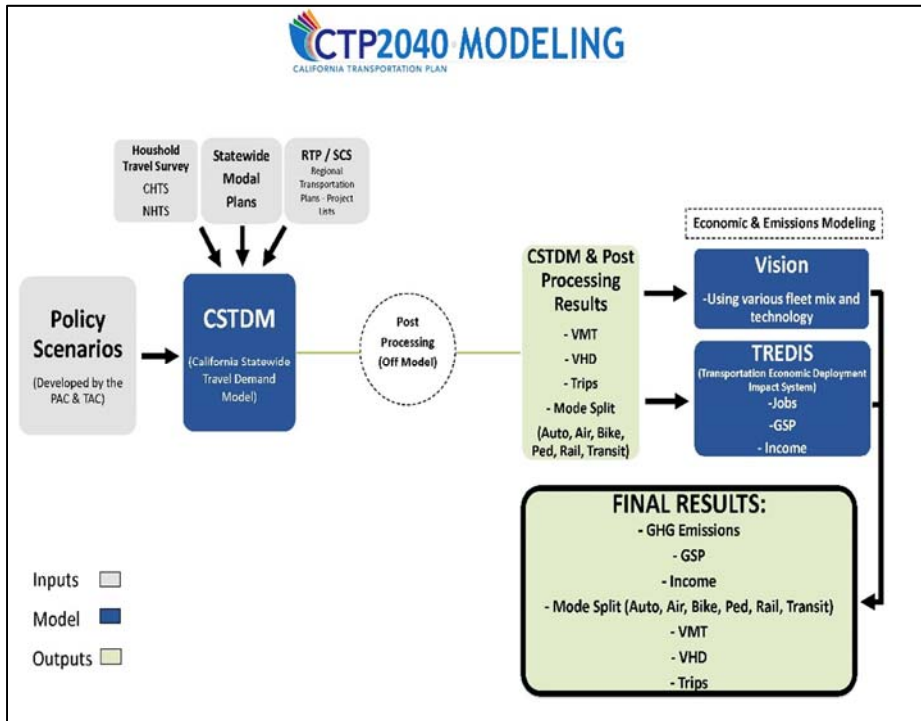 CTP2040 MODELING
CALIFORNIA TRANSPORTATION PLAN
Houshold
Travel Survey
CHTS
NHTS
Statewide
Modal
Plans
RTP / SCS
Regional
Transportation
Plans - Project
Lists
Economic & Emissions Modeling
Policy
Scenarios
(Developed by the
PAC & TAC)
CSTDM
(California Statewide
Travel Demand
Model)
Post
Processing
(Off Model)
CSTDM & Post
Processing
Results
- VMT
- VHD
- Trips
- Mode Split
(Auto, Air, Bike,
Ped, Rail, Transit)
Vision
-Using various fleet mix and
technology
TREDIS
(Transportation Economic Deployment
Impact System)
-Jobs
-GSP
- Income
FINAL RESULTS:
- GHG Emissions
- GSP
- Income
- Mode Split (Auto, Air, Bike, Ped, Rail, Transit)
- VMT
- VHD
- Trips
Inputs
Model
Outputs